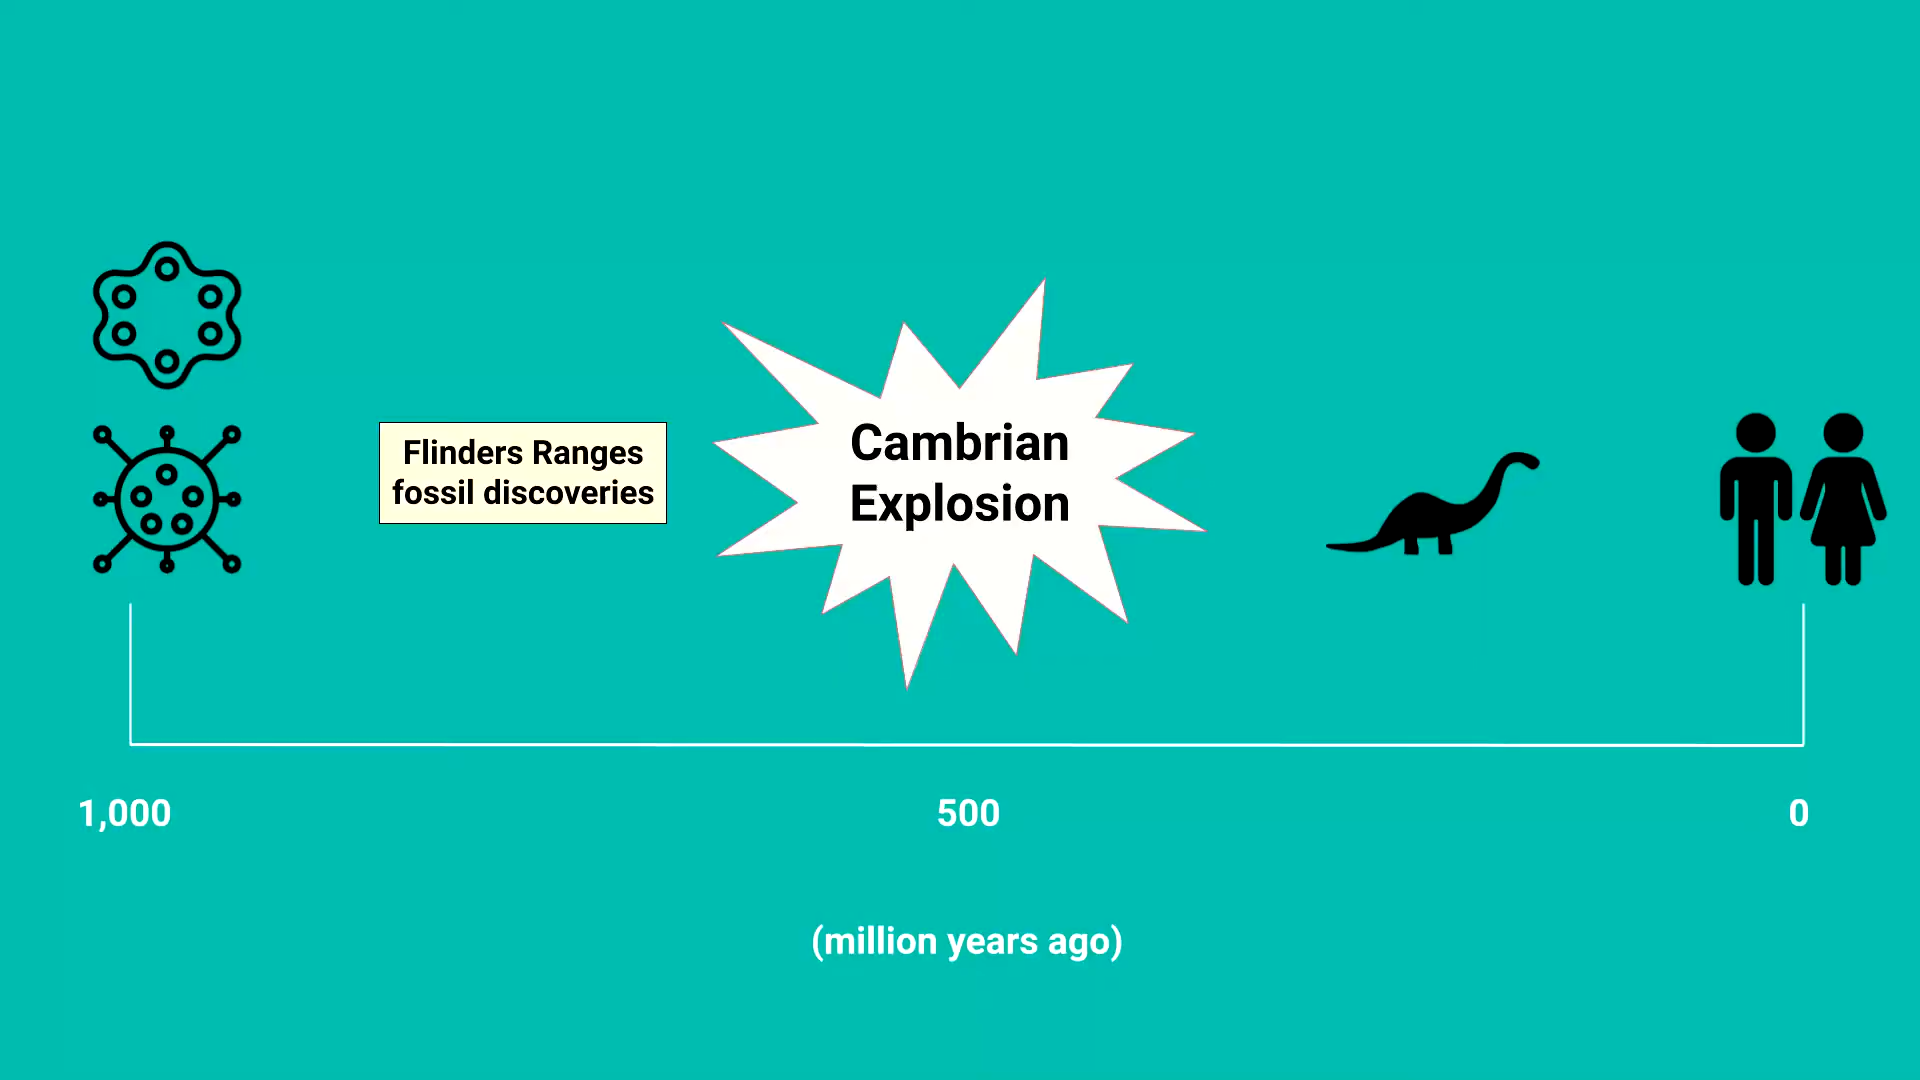 Flinders Ranges
fossil discoveries
Cambrian
Explosion
1,000
500
0
(million years ago)